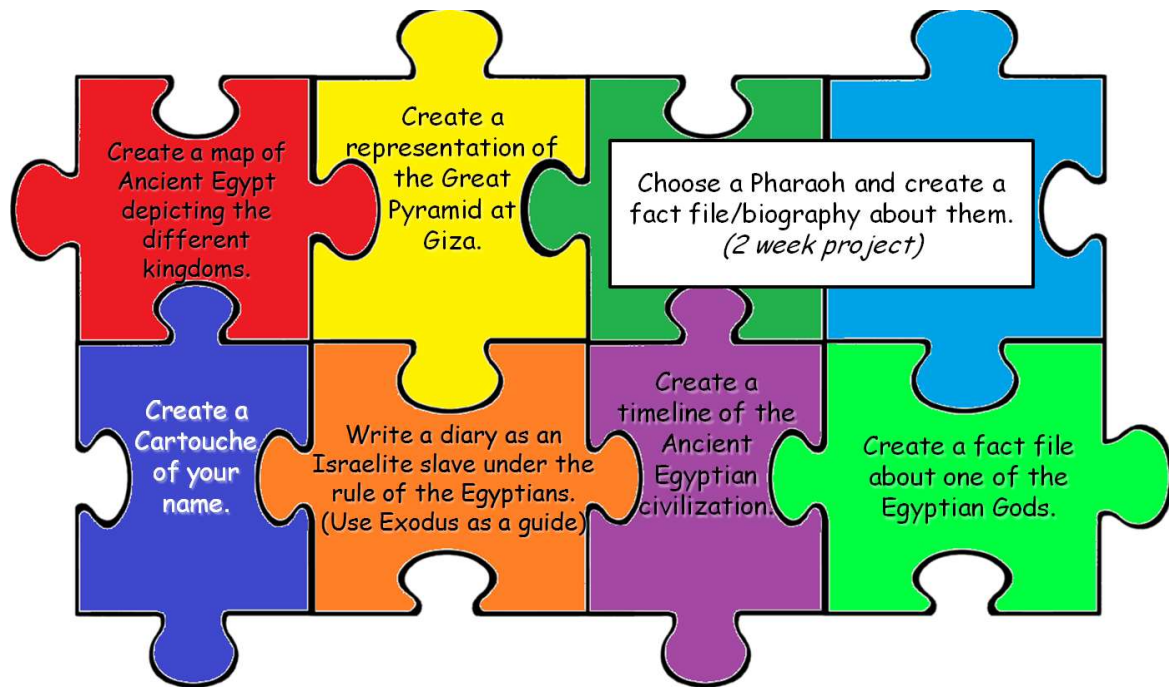 Create a map of
Ancient Egypt
depicting the
different
kingdoms.
Create a
representation of
the Great
Pyramid at
Giza.
Choose a Pharaoh and create a
fact file/biography about them.
(2 week project)
Create a
Cartouche
of your
name.
Write a diary as an
Israelite slave under the
rule of the Egyptians.
(Use Exodus as a guide)
Create a
timeline of the
Ancient
Egyptian
civilization.
Create a fact file
about one of the
Egyptian Gods.